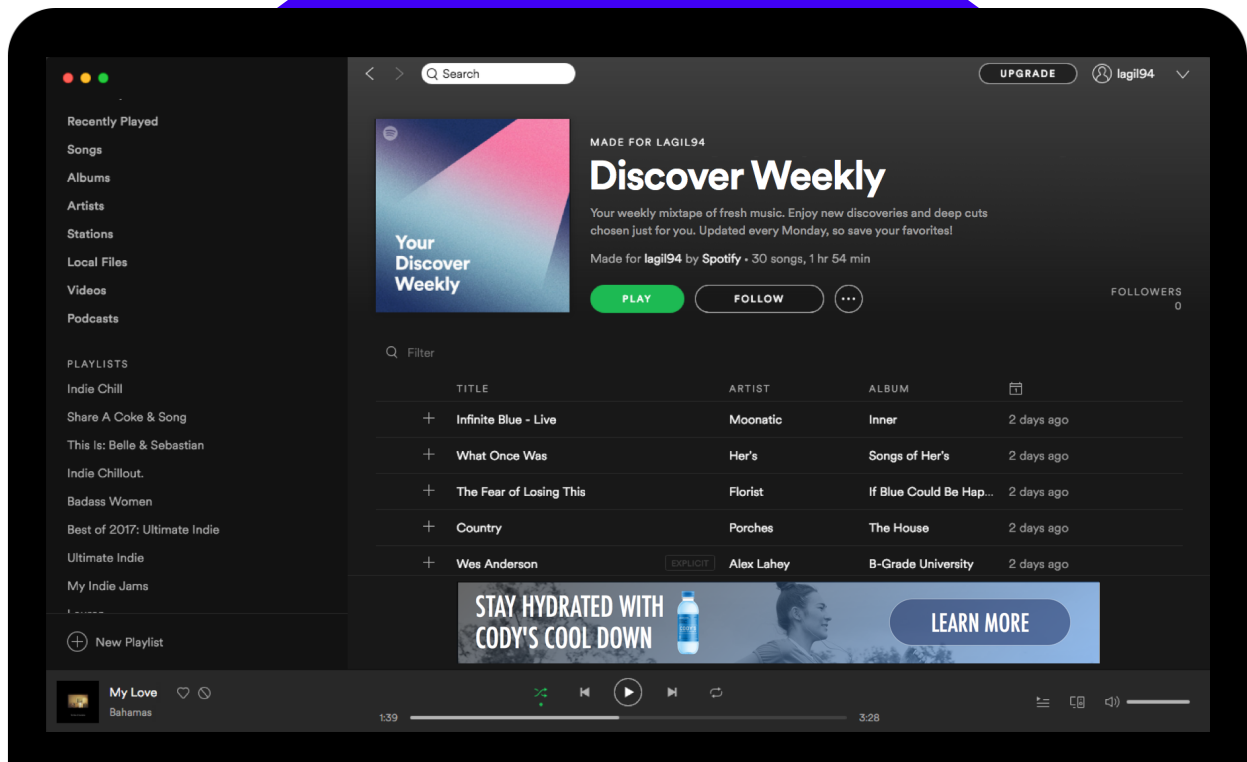 Search
UPGRADE
lagil94
Recently Played
Songs
Albums
Artists
Stations
Local Files
Videos
Podcasts
PLAYLISTS
Indie Chill
Share A Coke & Song
This Is: Belle & Sebastian
Indie Chillout.
Badass Women
Best of 2017: Ultimate Indie
Ultimate Indie
My Indie Jams
New Playlist
Your
Discover
Weekly
MADE FOR LAGIL94
Discover Weekly
Your weekly mixtape of fresh music. Enjoy new discoveries and deep cuts
chosen just for you. Updated every Monday, so save your favorites!
Made for lagil94 by Spotify • 30 songs, 1 hr 54 min
PLAY
FOLLOW
FOLLOWERS
0
Filter
TITLE ARTIST ALBUM
Infinite Blue - Live Moonatic Inner 2 days ago
What Once Was Her's Songs of Her's 2 days ago
The Fear of Losing This Florist If Blue Could Be Hap... 2 days ago
Country Porches The House 2 days ago
Wes Anderson EXPLICIT Alex Lahey B-Grade University 2 days ago
STAY HYDRATED WITH
CODY'S COOL DOWN
LEARN MORE
My Love
Bahamas
1:39
3:28